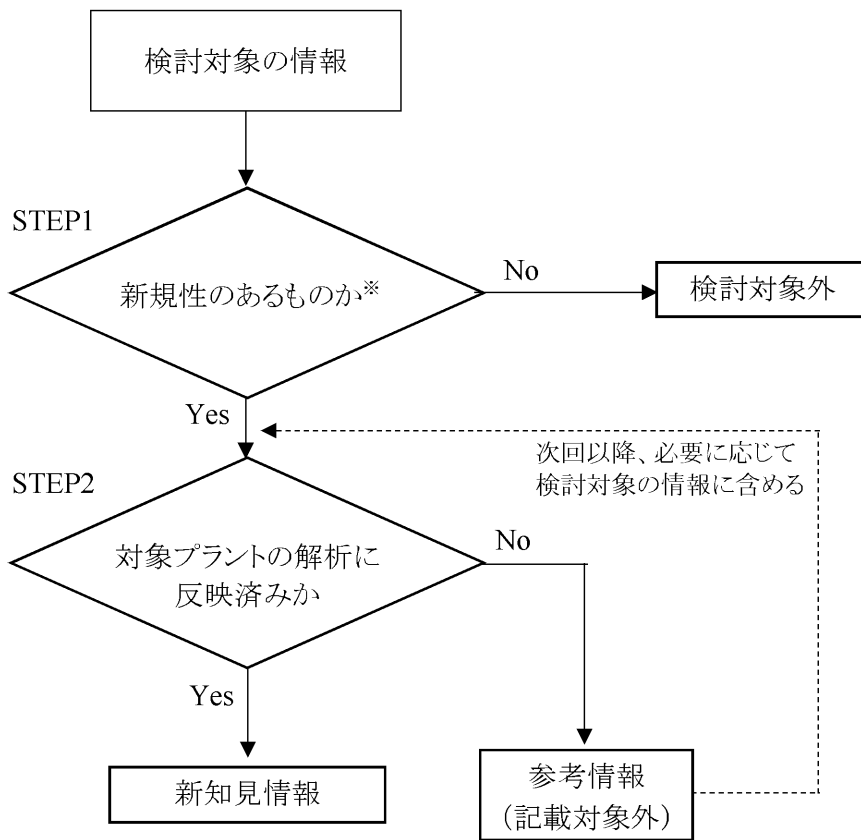 検討対象の情報
STEP1
新規性のあるものか※
No
検討対象外
Yes
次回以降、必要に応じて
検討対象の情報に含める
STEP2
対象プラントの解析に
反映済みか
No
Yes
新知見情報
参考情報
（記載対象外）